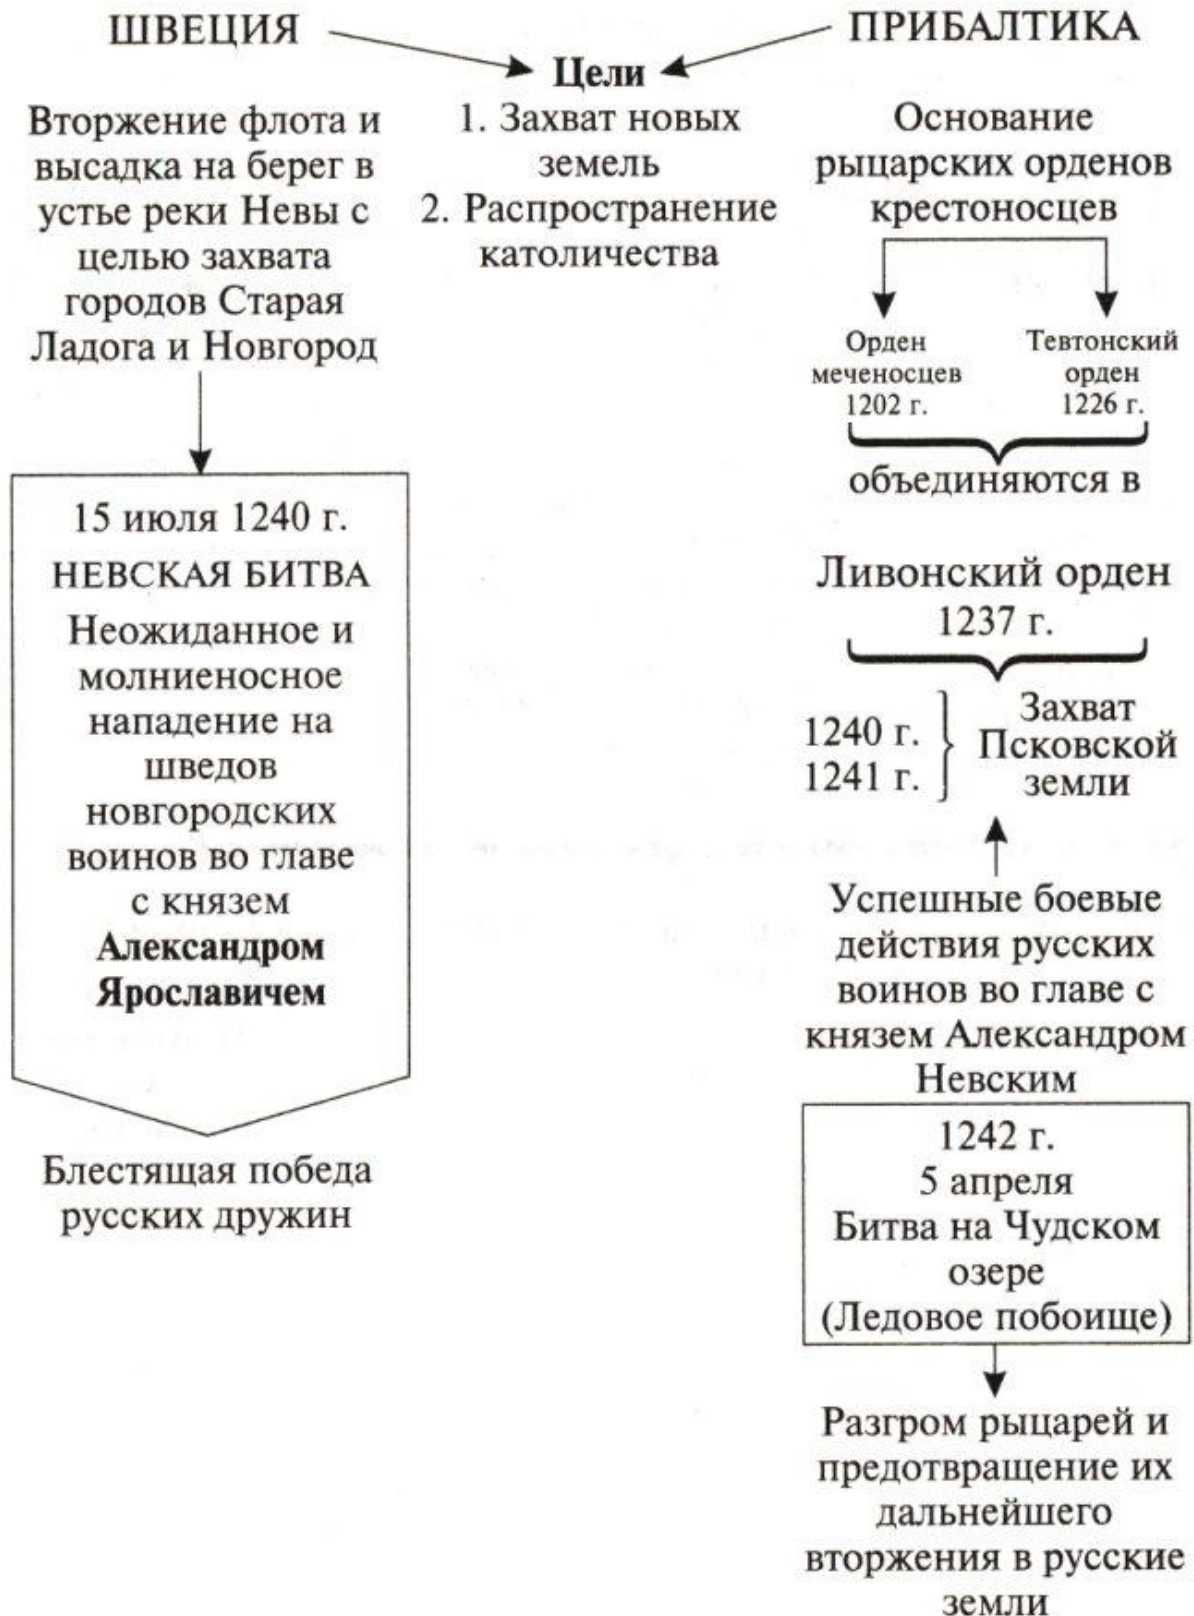 ШВЕЦИЯ
ПРИБАЛТИКА
Цели
1. Захват новых
земель
2. Распространение
католичества
Вторжение флота и
высадка на берег в
устье реки Невы с
целью захвата
городов Старая
Ладога и Новгород
15 июля 1240 г.
НЕВСКАЯ БИТВА
Неожиданное и
молниеносное
нападение на
шведов
новгородских
воинов во главе
с князем
Александром
Ярославичем
Блестящая победа
русских дружин
Основание
рыцарских орденов
крестоносцев
Орден
меченосцев
1202 г.
Тевтонский
орден
1226 г.
объединяются в
Ливонский орден
1237 г.
1240 г.
1241 г.
Захват
Псковской
земли
Успешные боевые
действия русских
воинов во главе с
князем Александром
Невским
1242 г.
5 апреля
Битва на Чудском
озере
(Ледовое побоище)
Разгром рыцарей и
предотвращение их
дальнейшего
вторжения в русские
земли